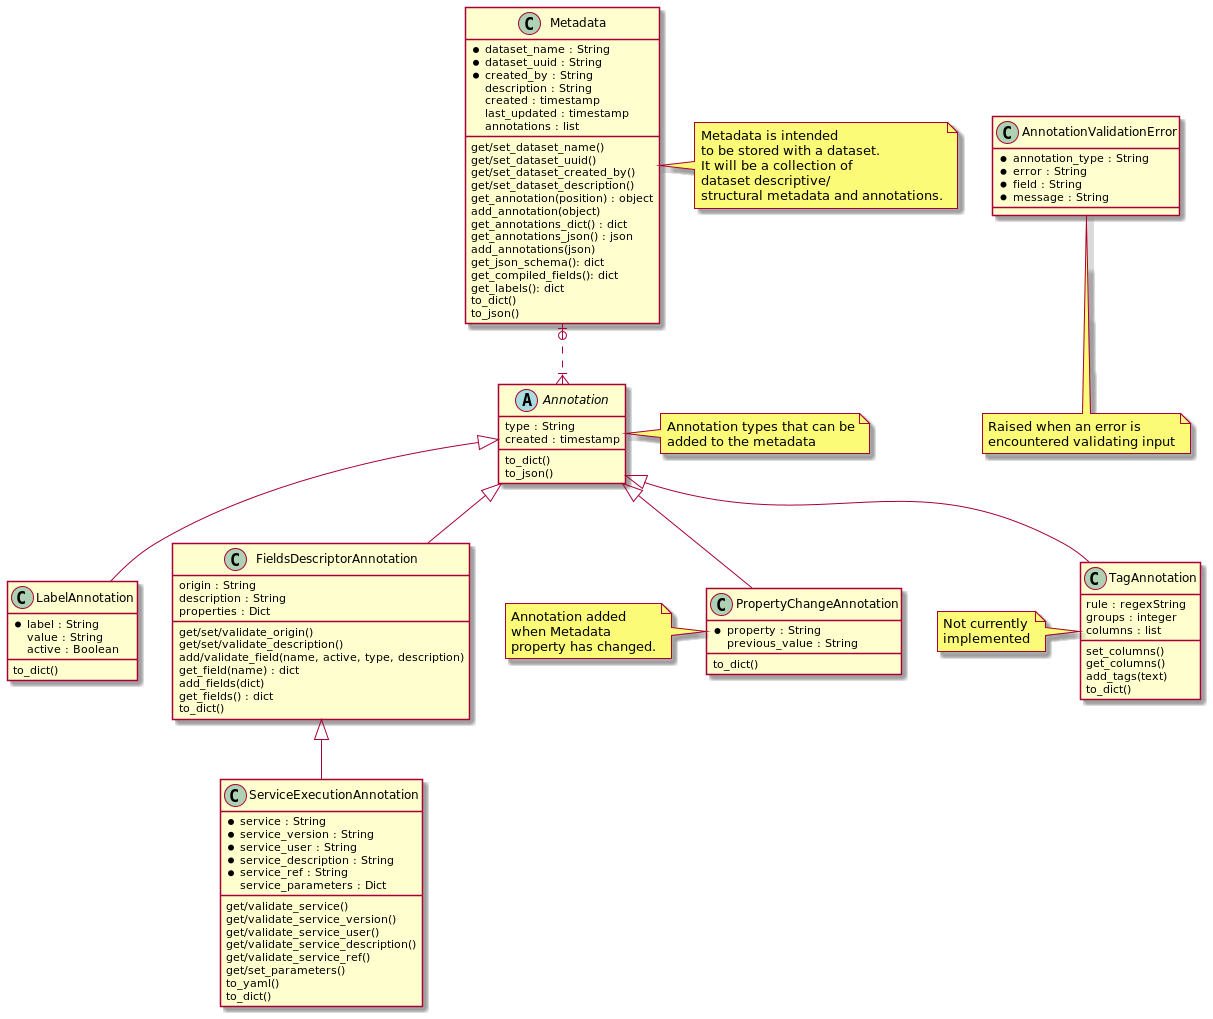 C Metadata
dataset_name : String
dataset_uuid : String
created_by : String
description : String
created : timestamp
last_updated : timestamp
annotations : list
get/set_dataset_name()
get/set_dataset_uuid()
get/set_dataset_created_by()
get/set_dataset_description()
get_annotation(position) : object
add_annotation(object)
get_annotations_dict() : dict
get_annotations_json() : json
add_annotations(json)
get_json_schema(): dict
get_compiled_fields(): dict
get_labels(): dict
to_dict()
to_json()
Metadata is intended
to be stored with a dataset.
It will be a collection of
dataset descriptive/
structural metadata and annotations.
C AnnotationValidationError
annotation_type : String
error : String
field : String
message : String
A Annotation
type : String
created : timestamp
to_dict()
to_json()
Annotation types that can be
added to the metadata
Raised when an error is
encountered validating input
C LabelAnnotation
label : String
value : String
active : Boolean
to_dict()
C FieldsDescriptorAnnotation
origin : String
description : String
properties : Dict
get/set/validate_origin()
get/set/validate_description()
add/validate_field(name, active, type, description)
get_field(name) : dict
add_fields(dict)
get_fields() : dict
to_dict()
Annotation added
when Metadata
property has changed.
C PropertyChangeAnnotation
property : String
previous_value : String
to_dict()
Not currently
implemented
C TagAnnotation
rule : regexString
groups : integer
columns : list
set_columns()
get_columns()
add_tags(text)
to_dict()
C ServiceExecutionAnnotation
service : String
service_version : String
service_user : String
service_description : String
service_ref : String
service_parameters : Dict
get/validate_service()
get/validate_service_version()
get/validate_service_user()
get/validate_service_description()
get/validate_service_ref()
get/set_parameters()
to_yaml()
to_dict()